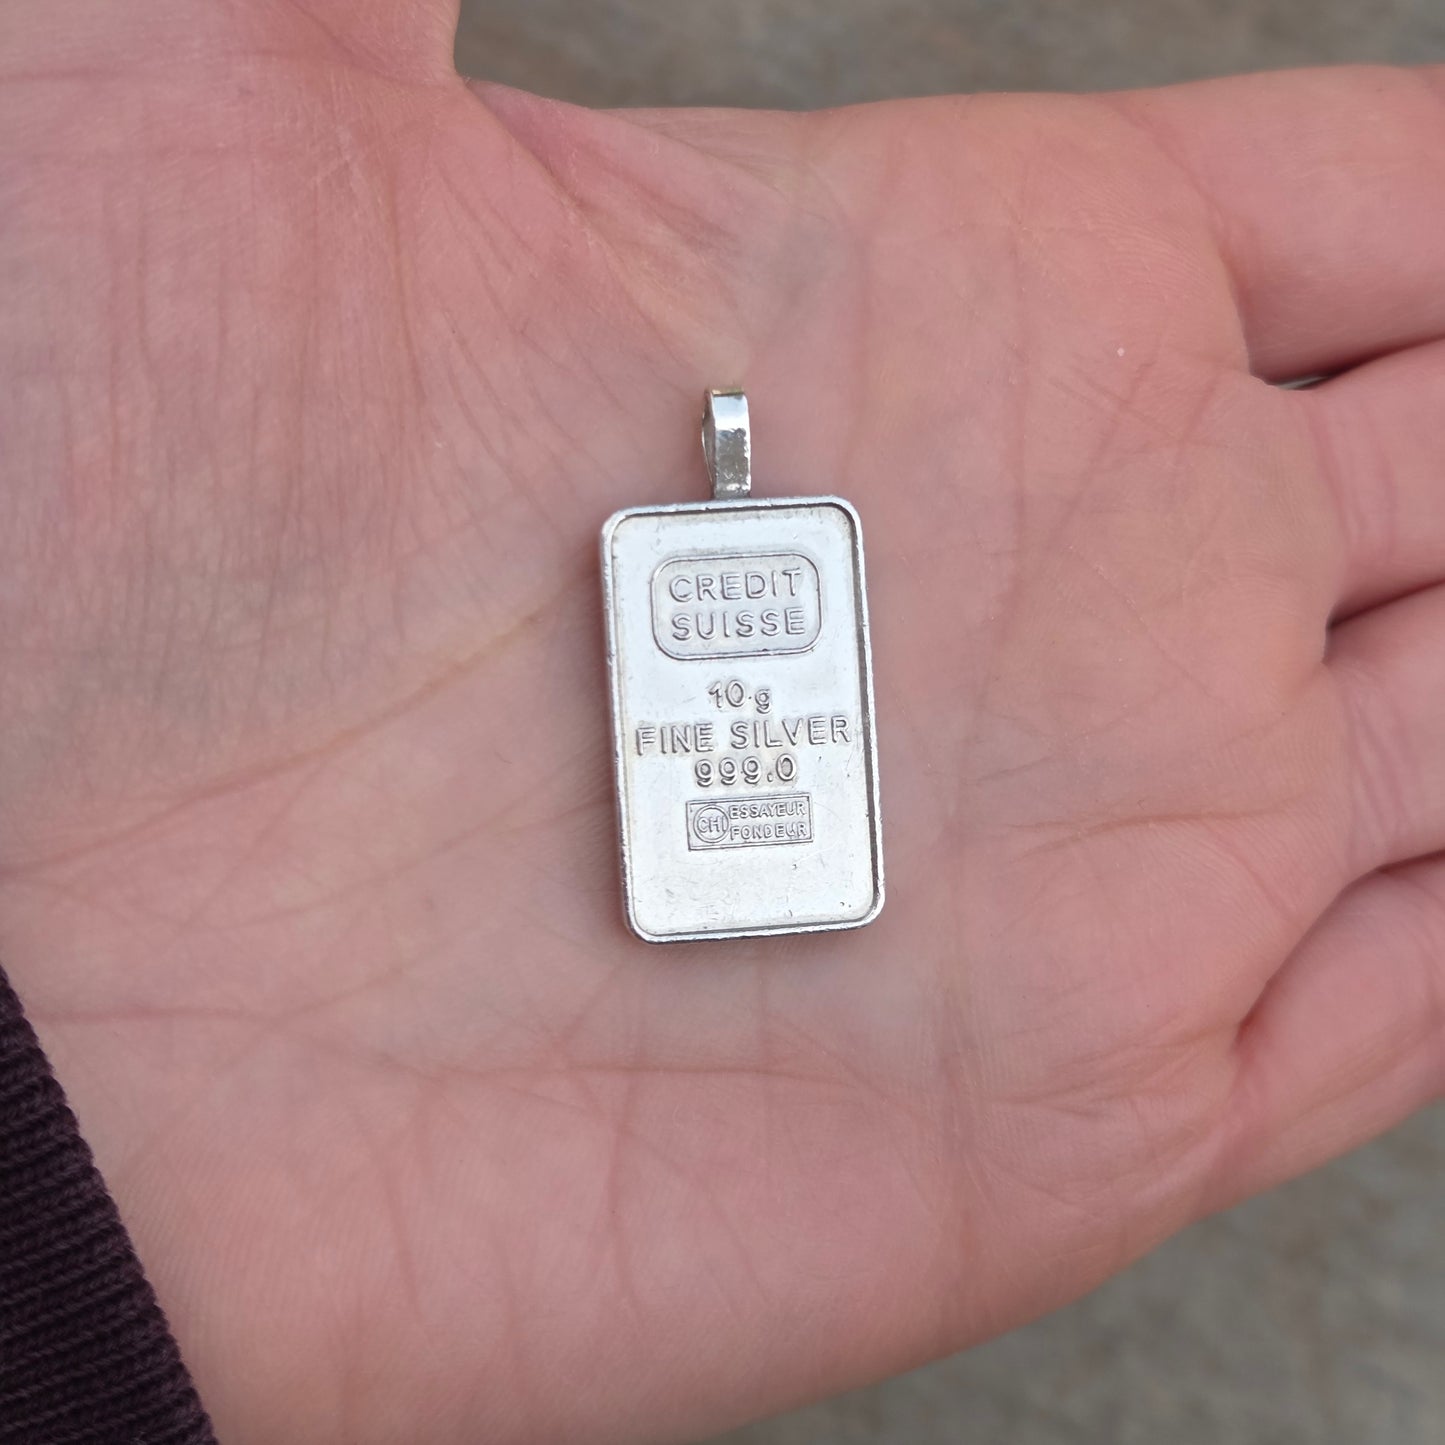 CREDIT
SUISSE
10 g
FINE SILVER
999.0
CHI ESSAYEUR
FONDEUR